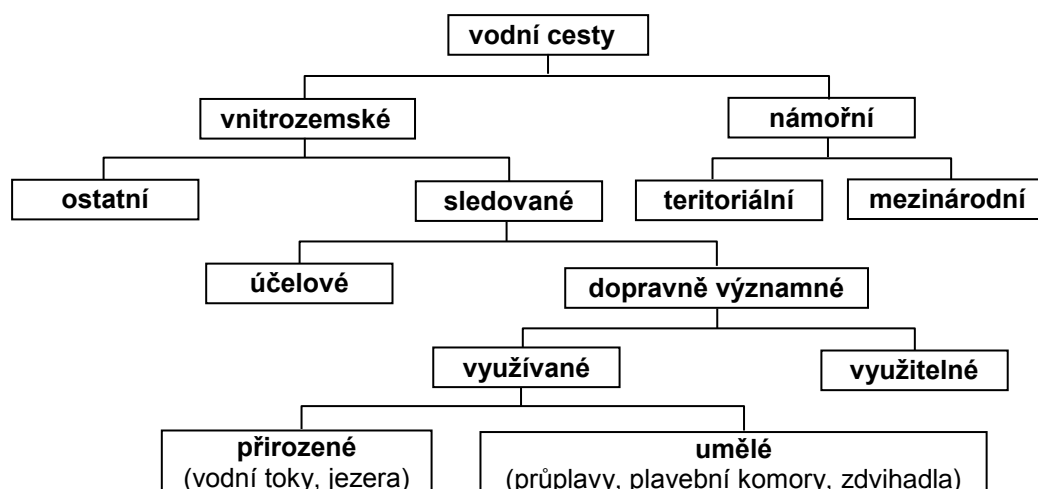 vodní cesty
vnitrozemské
námořní
ostatní
sledované
teritoriální
mezinárodní
účelové
dopravně významné
využívané
využitelné
přirozené
(vodní toky, jezera)
umělé
(průplavy, plavební komory, zdvihadla)